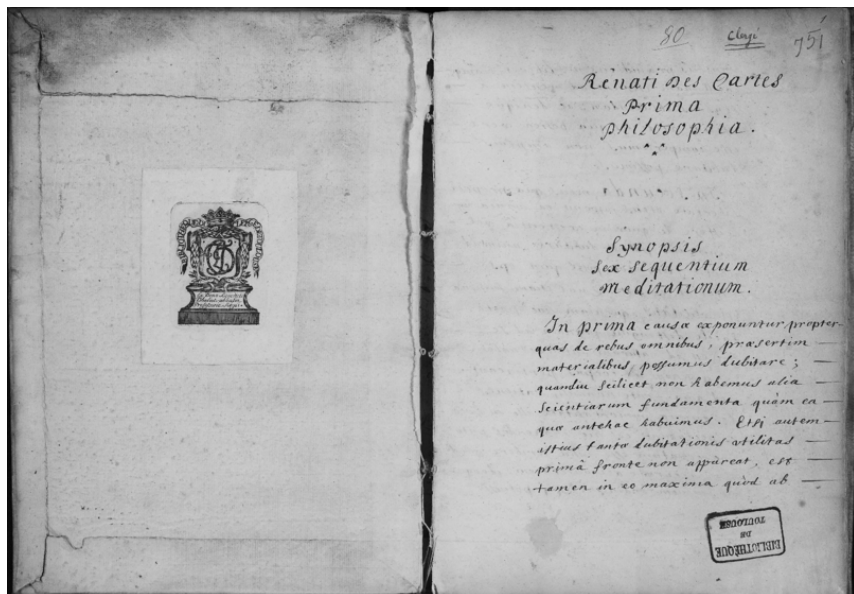 80 Clergé 751
Renati Des Cartes
Prima
philosophia.
Synopsis
sex sequentium
meditationum.
In prima causæ exponuntur propter
quas de rebus omnibus, præsertim
materialibus, possumus dubitare;
quandiu scilicet non habemus alia
scientiarum fundamenta quàm ea
quæ antehac habuimus. Etsi autem
istius tantæ dubitationis utilitas
primâ fronte non appareat, est
tamen in eo maxima quòd ab
BIBLIOTHÈQUE
DE
TOULOUSE